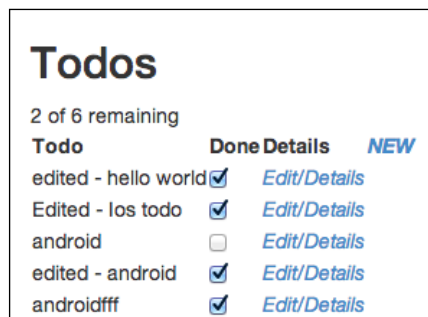 Todos
2 of 6 remaining
Todo Done Details NEW
edited - hello world Edit/Details
Edited - Ios todo Edit/Details
android Edit/Details
edited - android Edit/Details
androidfff Edit/Details